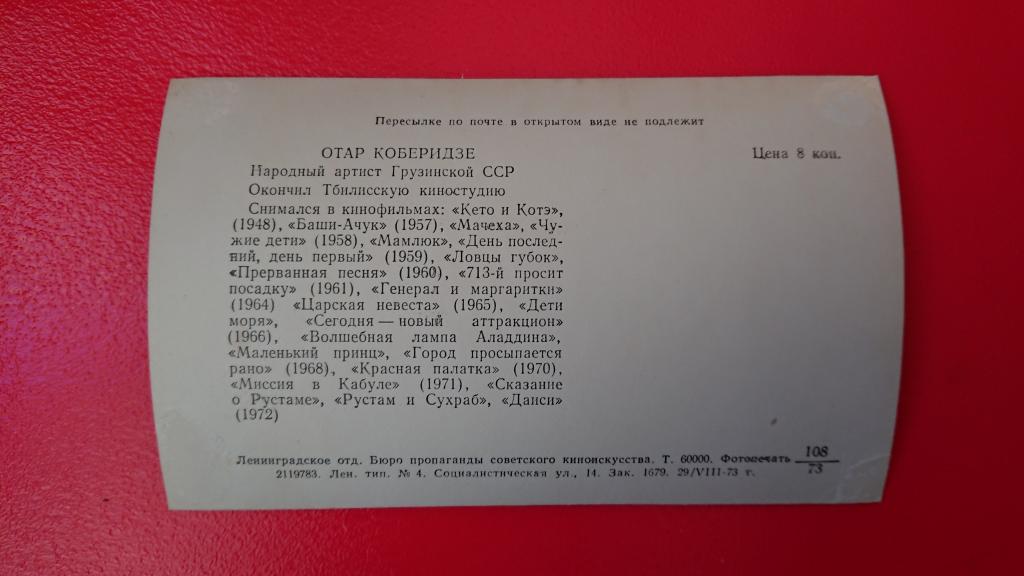 Пересылке по почте в открытом виде не подлежит
ОТАР КОБЕРИДЗЕ
Цена 8 коп.
Народный артист Грузинской ССР
Окончил Тбилисскую киностудию
Снимался в кинофильмах: «Кето и Котэ»,
(1948), «Баши-Ачук» (1957), «Мачеха», «Чу-
жие дети» (1958), «Мамлюк», «День послед-
ний, день первый» (1959), «Ловцы губок»,
«Прерванная песня» (1960), «713-й просит
посадку» (1961), «Генерал и маргаритки»
(1964) «Царская невеста» (1965), «Дети
моря», «Сегодня — новый аттракцион»
(1966), «Волшебная лампа Аладдина»,
«Маленький принц», «Город просыпается
рано» (1968), «Красная палатка» (1970),
«Миссия в Кабуле» (1971), «Сказание
о Рустаме», «Рустам и Сухраб», «Даиси»
(1972)
Ленинградское отд. Бюро пропаганды советского киноискусства. Т. 60000. Фотопечать 108/73
2119783. Лен. тип. № 4. Социалистическая ул., 14. Зак. 1679. 29/VIII-73 г.